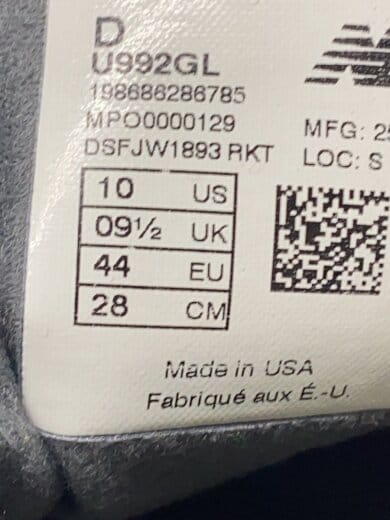 D
U992GL
198686286785
MPO0000129
DSFJW1893 RKT
MFG: 25
LOC: S
10 US
09½ UK
44 EU
28 CM
Made in USA
Fabriqué aux É.-U.